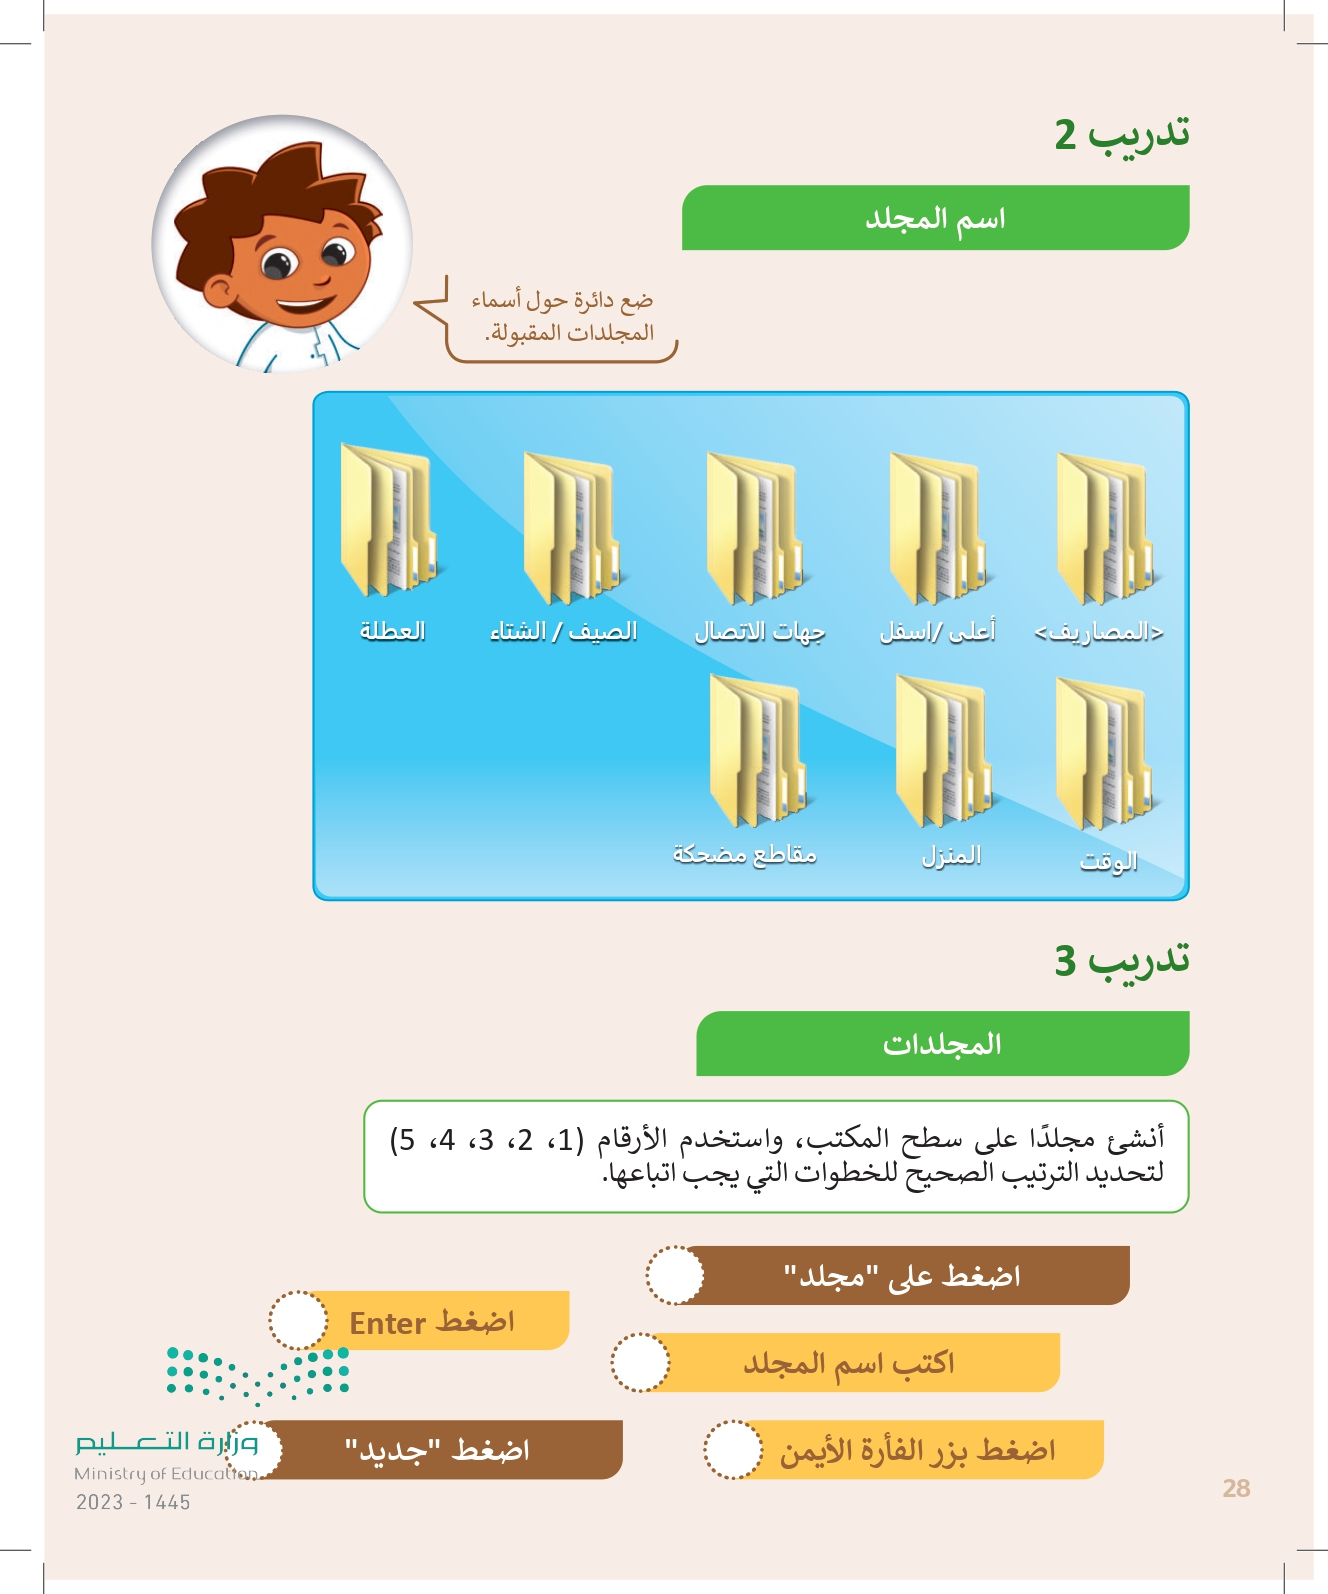 تدريب 2
اسم المجلد
ضع دائرة حول أسماء
المجلدات المقبولة.
<المصاريف>
أعلى /اسفل
جهات الاتصال
الصيف / الشتاء
العطلة
الوقت
المنزل
مقاطع مضحكة
تدريب 3
المجلدات
أنشئ مجلدًا على سطح المكتب، واستخدم الأرقام (1، 2، 3، 4، 5)
لتحديد الترتيب الصحيح للخطوات التي يجب اتباعها.
اضغط على "مجلد"
اضغط Enter
اكتب اسم المجلد
اضغط بزر الفأرة الأيمن
اضغط "جديد"
وزارة التعليم
Ministry of Education
2023 - 1445
28